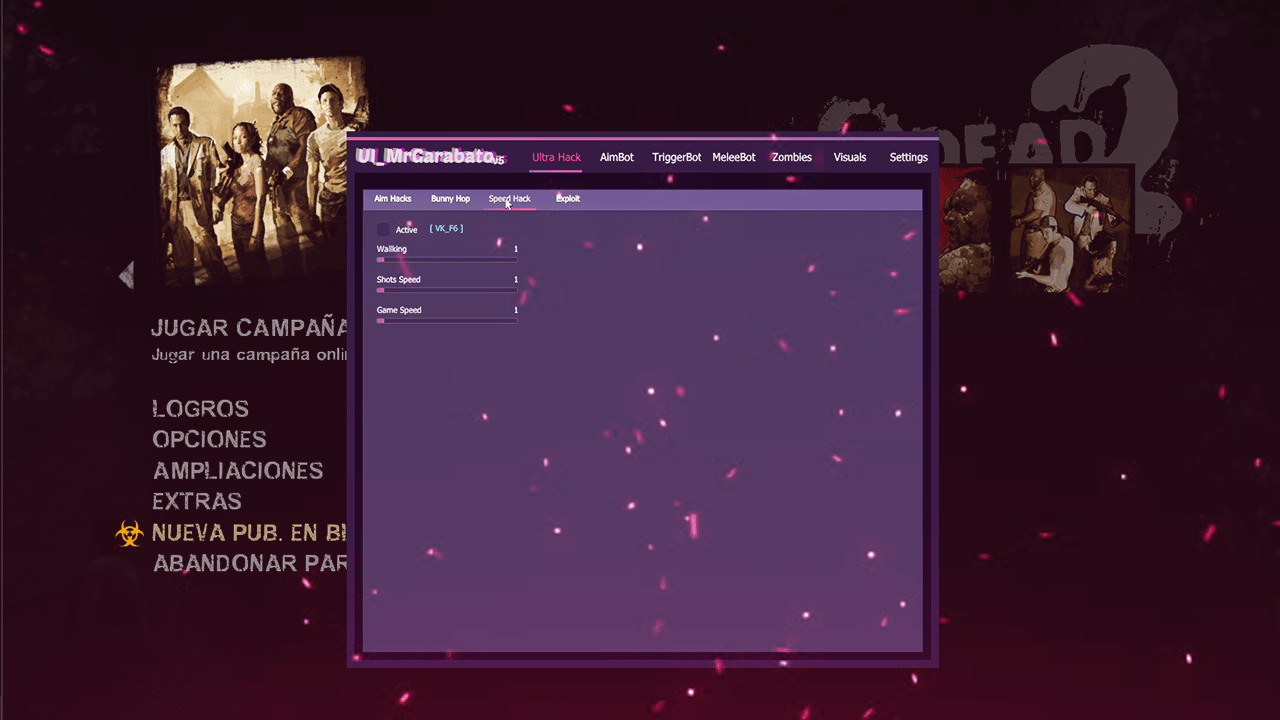 UI_MrCarabato v5
Ultra Hack AimBot TriggerBot MeleeBot Zombies Visuals Settings
Aim Hacks Bunny Hop Speed Hack Exploit
Active [ VK_F6 ]
Walking 1
Shots Speed 1
Game Speed 1
DEAD
2
JUGAR CAMPAÑA
Jugar una campaña onli
LOGROS
OPCIONES
AMPLIACIONES
EXTRAS
NUEVA PUB. EN BL
ABANDONAR PAR